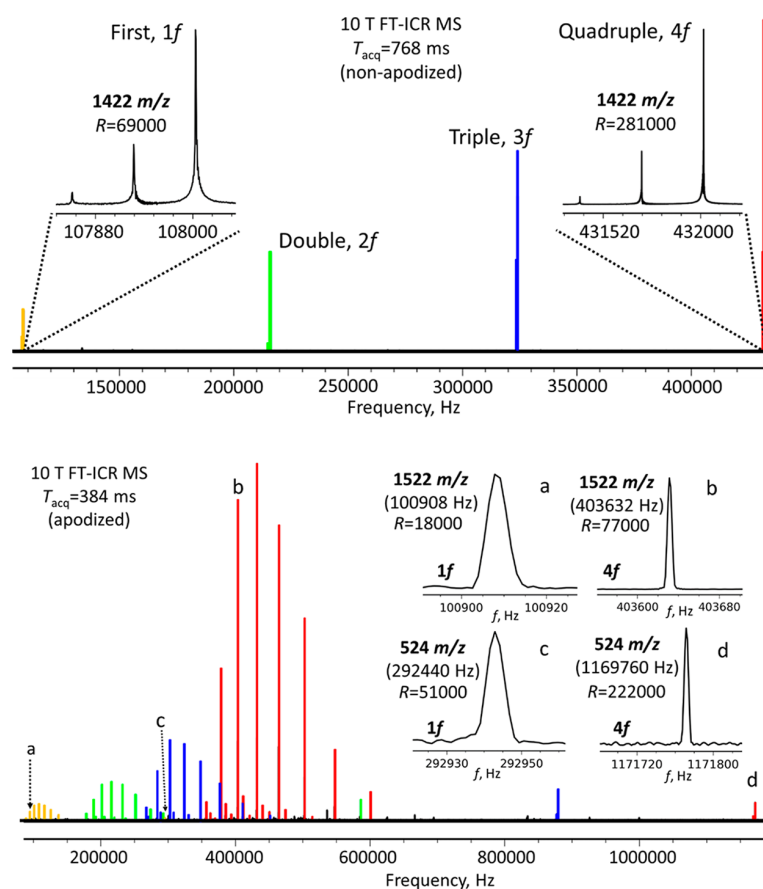 First, 1f
10 T FT-ICR MS
Tacq=768 ms
(non-apodized)
Quadruple, 4f
1422 m/z
R=69000
1422 m/z
R=281000
Triple, 3f
107880 108000
431520 432000
Double, 2f
150000 200000 250000 300000 350000 400000
Frequency, Hz
10 T FT-ICR MS
Tacq=384 ms
(apodized)
b
1522 m/z
(100908 Hz)
R=18000
a
1f
100900 100920
f, Hz
1522 m/z
(403632 Hz)
R=77000
b
4f
403600 403680
f, Hz
524 m/z
(292440 Hz)
R=51000
c
1f
292930 292950
f, Hz
524 m/z
(1169760 Hz)
R=222000
d
4f
1171720 1171800
f, Hz
a
c
d
200000 400000 600000 800000 1000000
Frequency, Hz